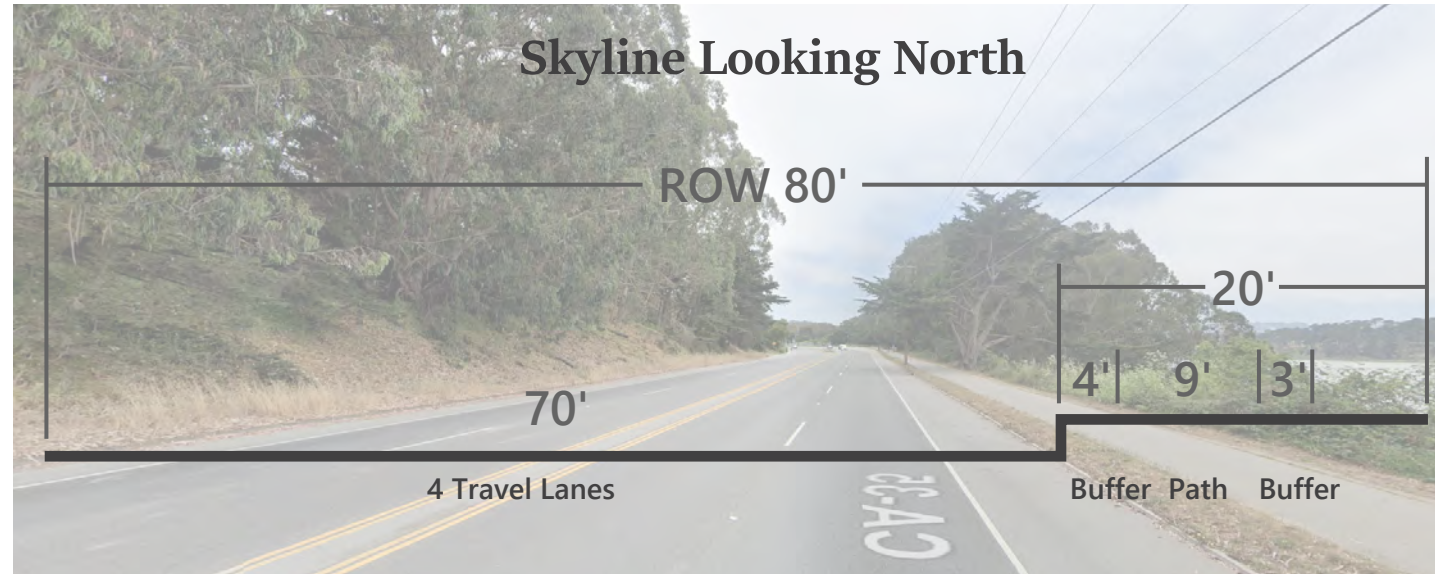 Skyline Looking North
ROW 80'
20'
4' 9' 3'
70'
4 Travel Lanes
Buffer Path Buffer
CA-35